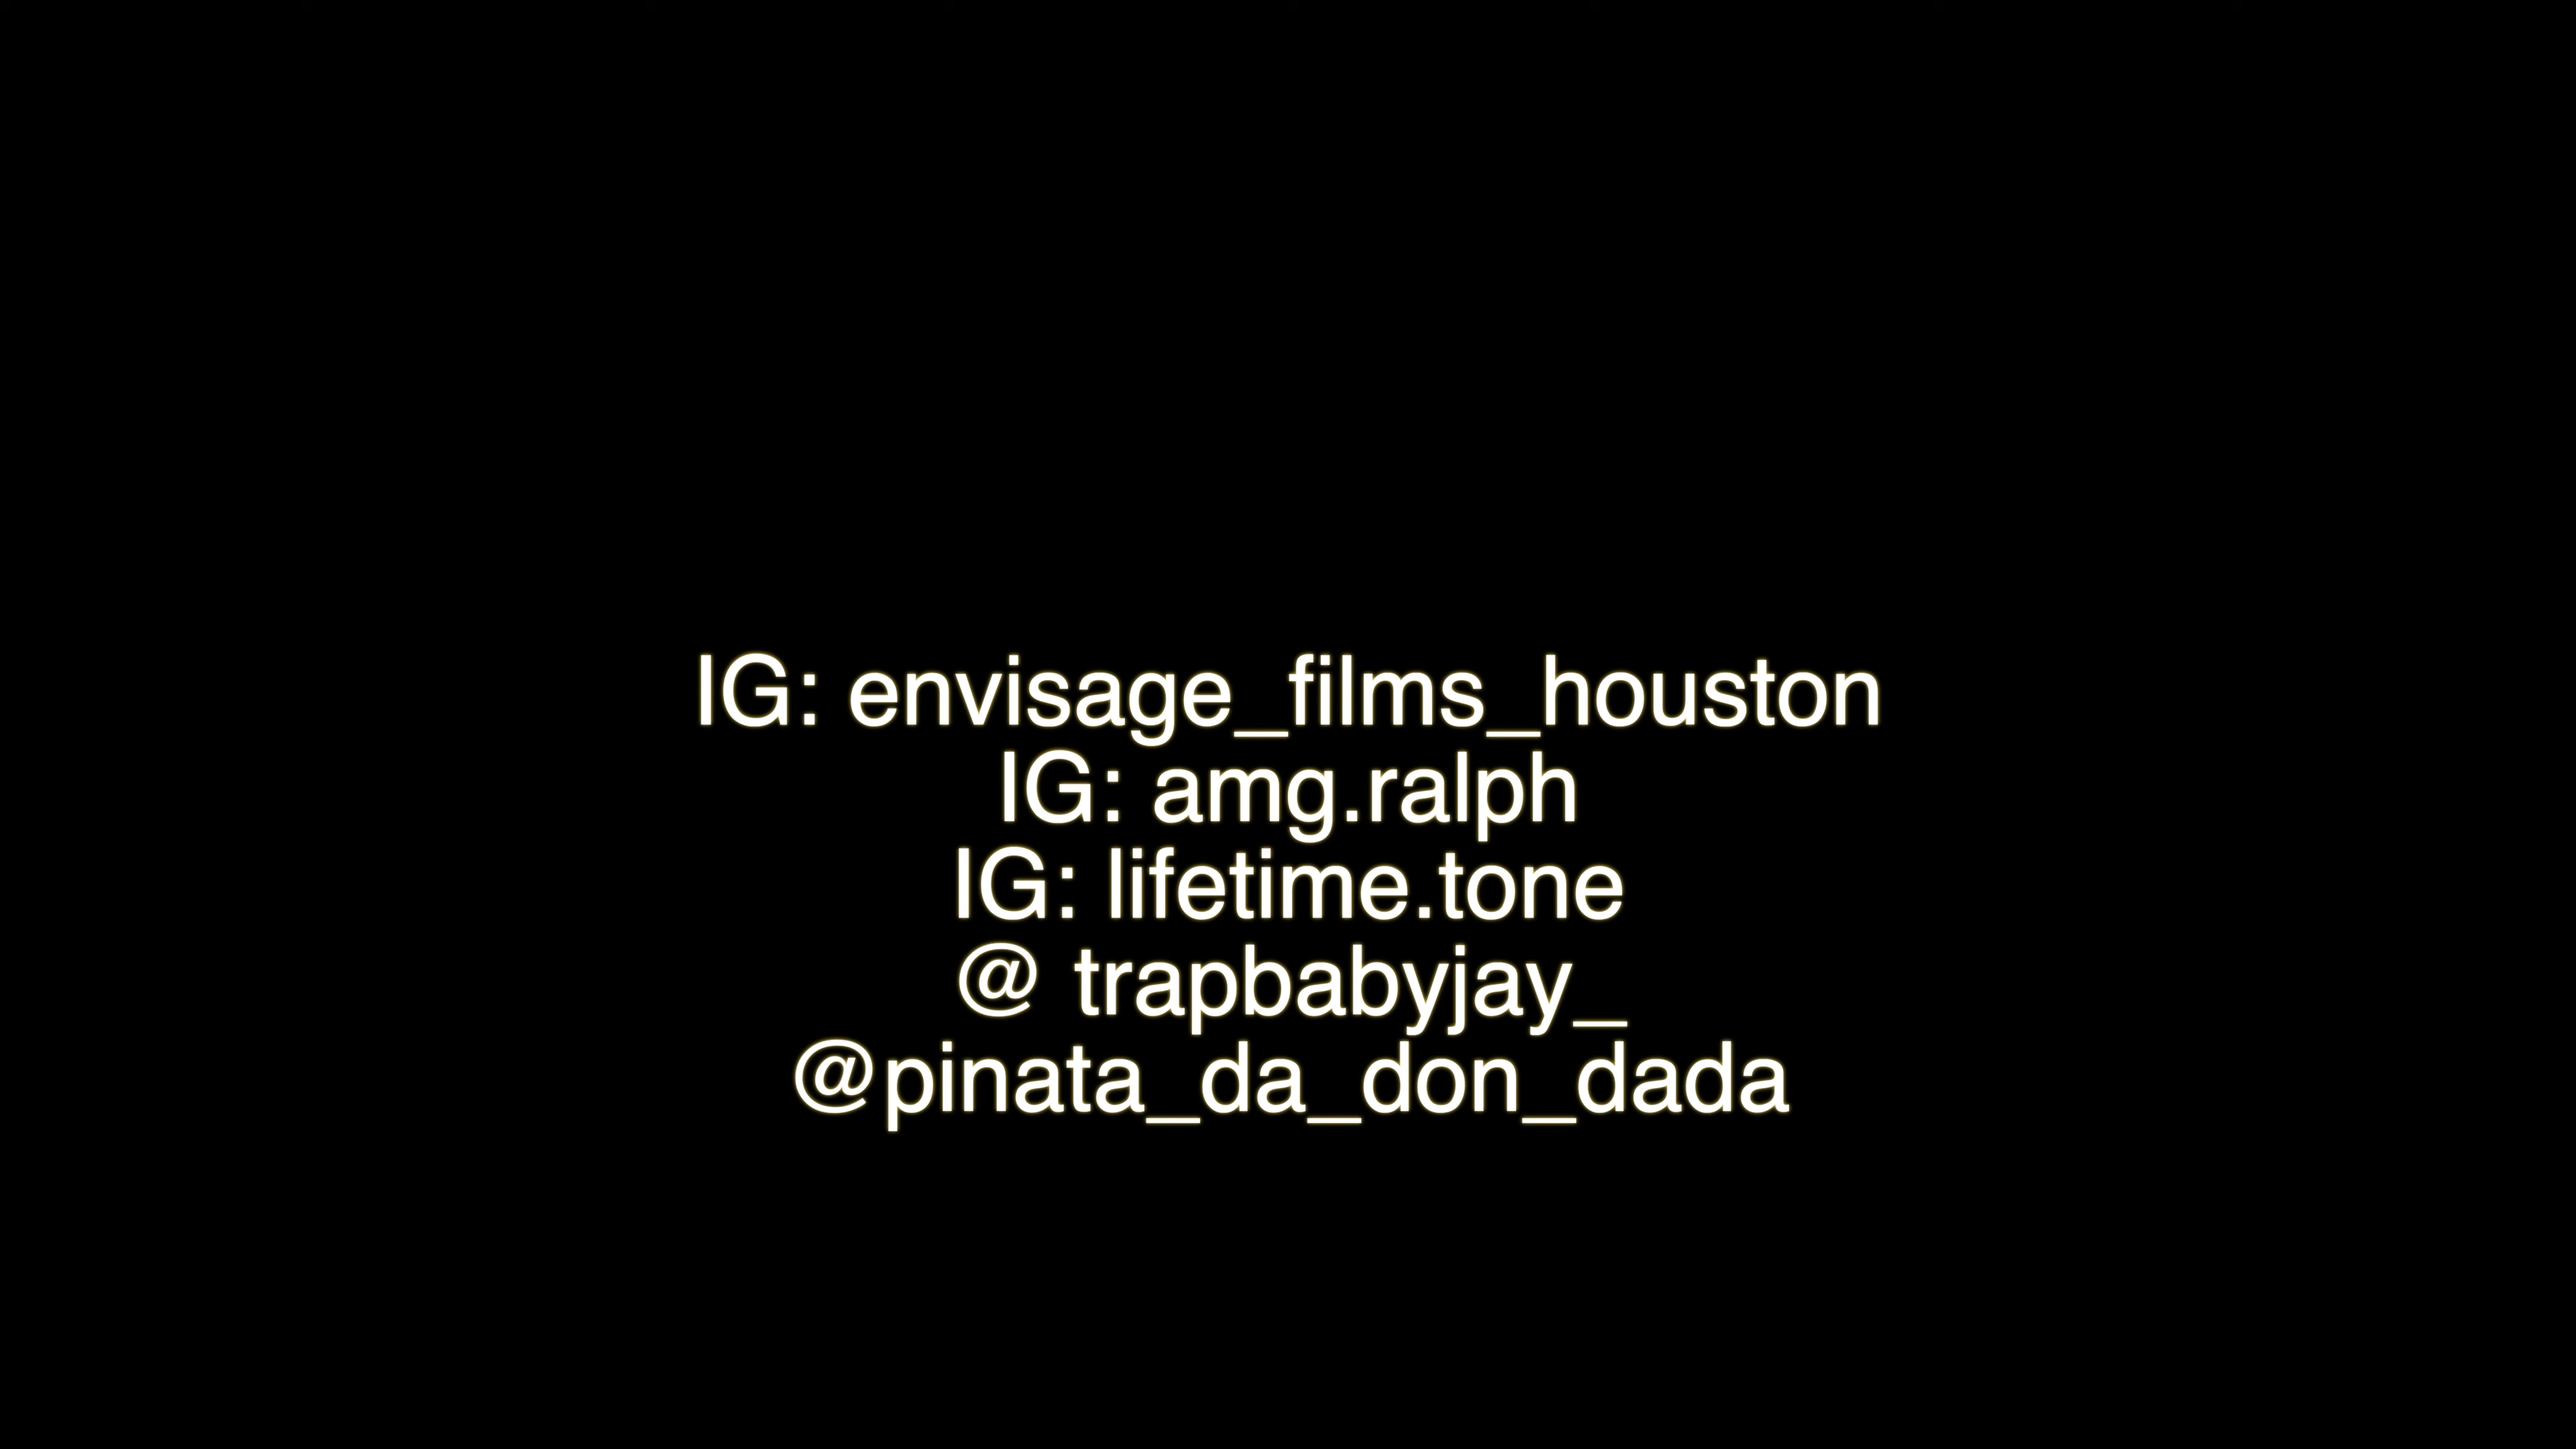 IG: envisage_films_houston
IG: amg.ralph
IG: lifetime.tone
@ trapbabyjay_
@pinata_da_don_dada